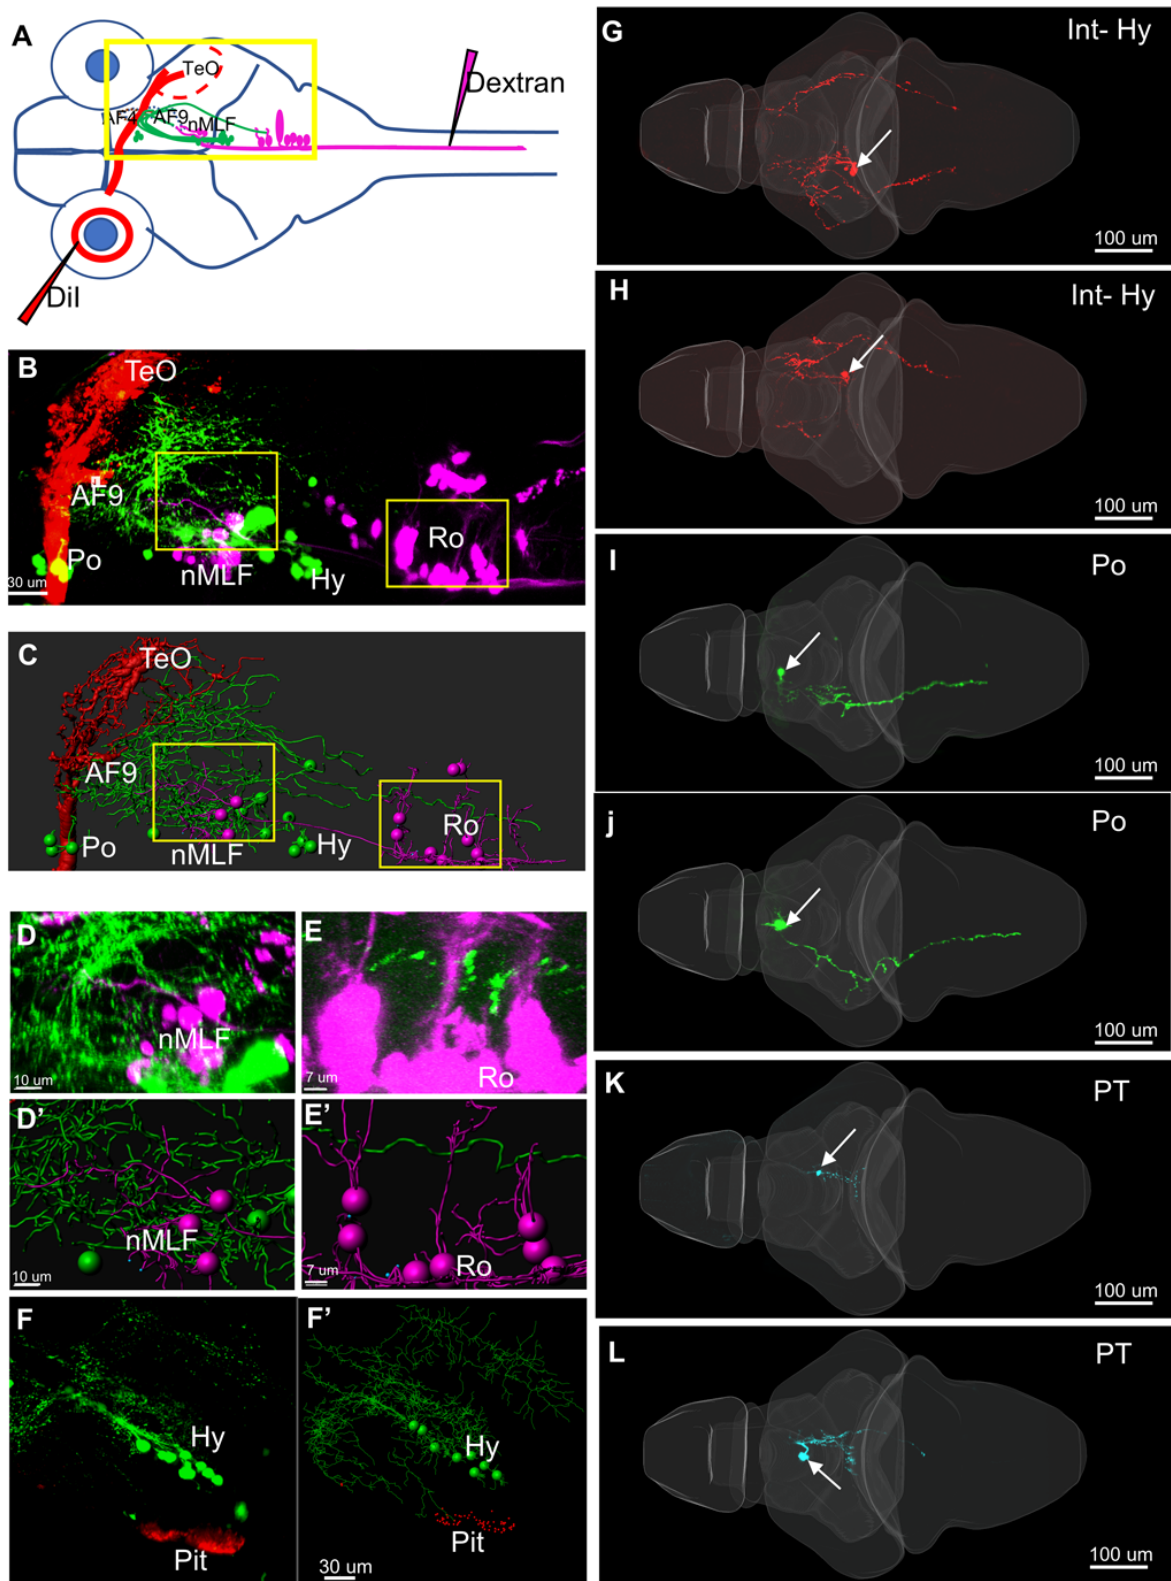 A
TeO
AF4
AF9
nMLF
Dextran
DiI
B
TeO
AF9
Po
30 um
nMLF
Hy
Ro
C
TeO
AF9
Po
nMLF
Hy
Ro
D
nMLF
10 um
E
Ro
7 um
D'
nMLF
10 um
E'
Ro
7 um
F
Hy
Pit
F'
Hy
Pit
30 um
G
Int- Hy
100 um
H
Int- Hy
100 um
I
Po
100 um
j
Po
100 um
K
PT
100 um
L
PT
100 um